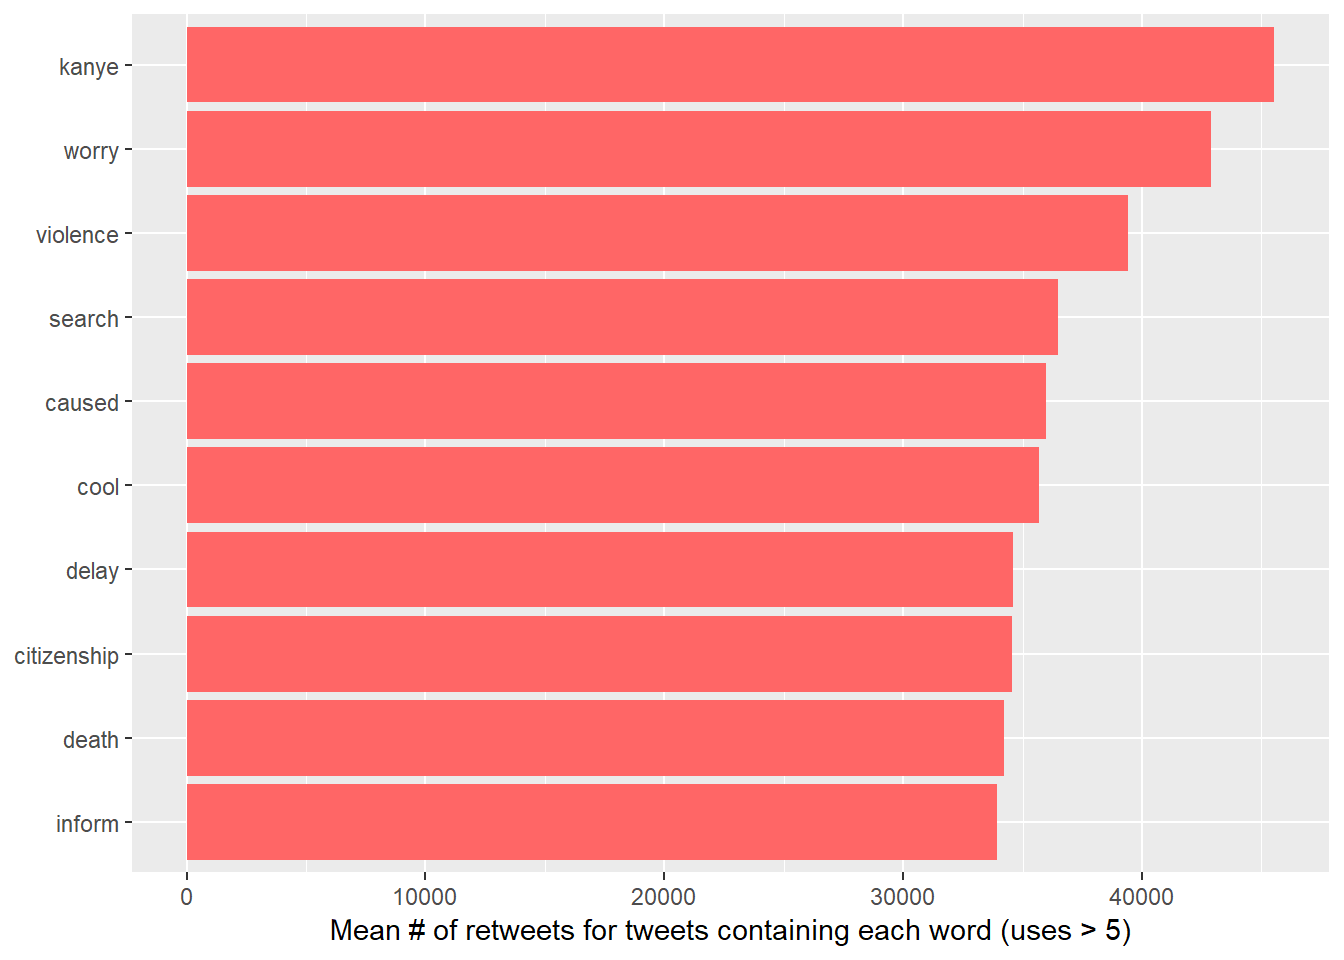 kanye
worry
violence
search
caused
cool
delay
citizenship
death
inform
0 10000 20000 30000 40000
Mean # of retweets for tweets containing each word (uses > 5)